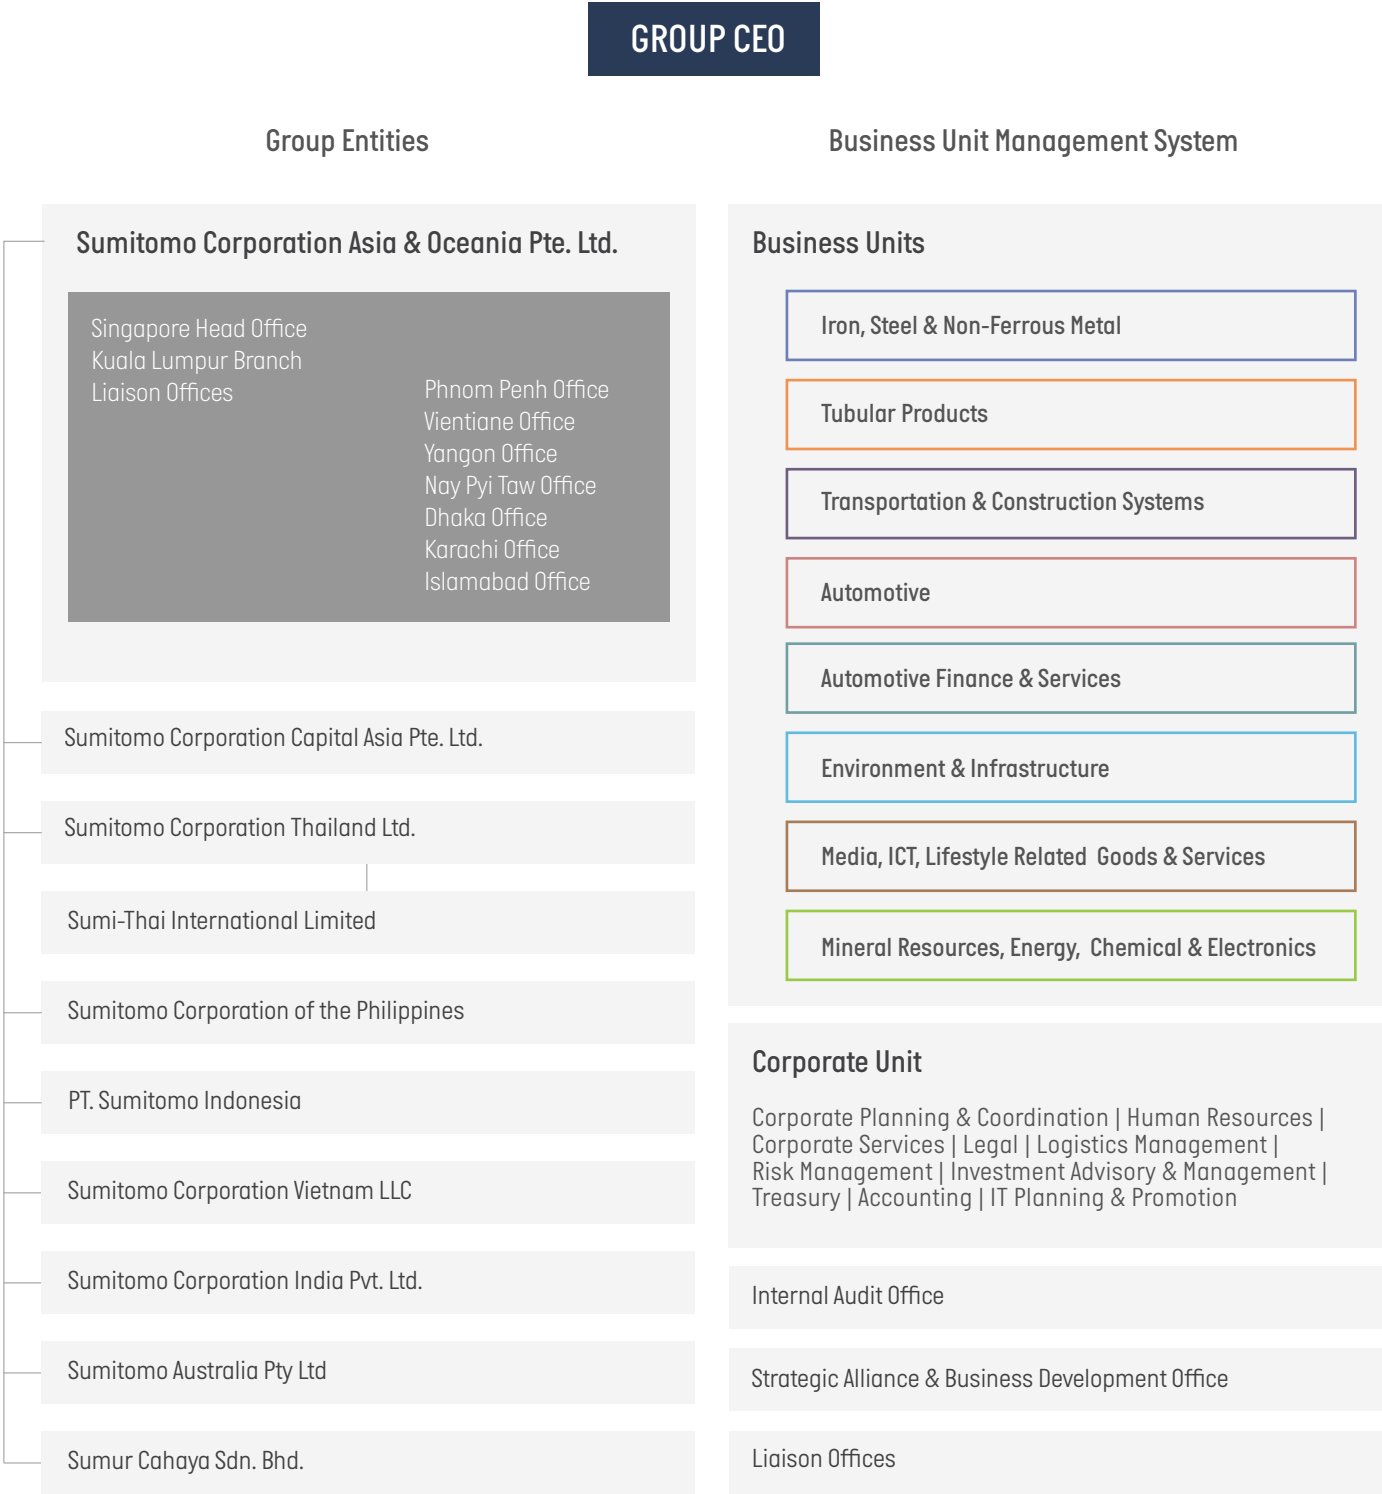 GROUP CEO
Group Entities
Sumitomo Corporation Asia & Oceania Pte. Ltd.
Singapore Head Office
Kuala Lumpur Branch
Liaison Offices
Phnom Penh Office
Vientiane Office
Yangon Office
Nay Pyi Taw Office
Dhaka Office
Karachi Office
Islamabad Office
Sumitomo Corporation Capital Asia Pte. Ltd.
Sumitomo Corporation Thailand Ltd.
Sumi-Thai International Limited
Sumitomo Corporation of the Philippines
PT. Sumitomo Indonesia
Sumitomo Corporation Vietnam LLC
Sumitomo Corporation India Pvt. Ltd.
Sumitomo Australia Pty Ltd
Sumur Cahaya Sdn. Bhd.
Business Unit Management System
Business Units
Iron, Steel & Non-Ferrous Metal
Tubular Products
Transportation & Construction Systems
Automotive
Automotive Finance & Services
Environment & Infrastructure
Media, ICT, Lifestyle Related Goods & Services
Mineral Resources, Energy, Chemical & Electronics
Corporate Unit
Corporate Planning & Coordination | Human Resources |
Corporate Services | Legal | Logistics Management |
Risk Management | Investment Advisory & Management |
Treasury | Accounting | IT Planning & Promotion
Internal Audit Office
Strategic Alliance & Business Development Office
Liaison Offices